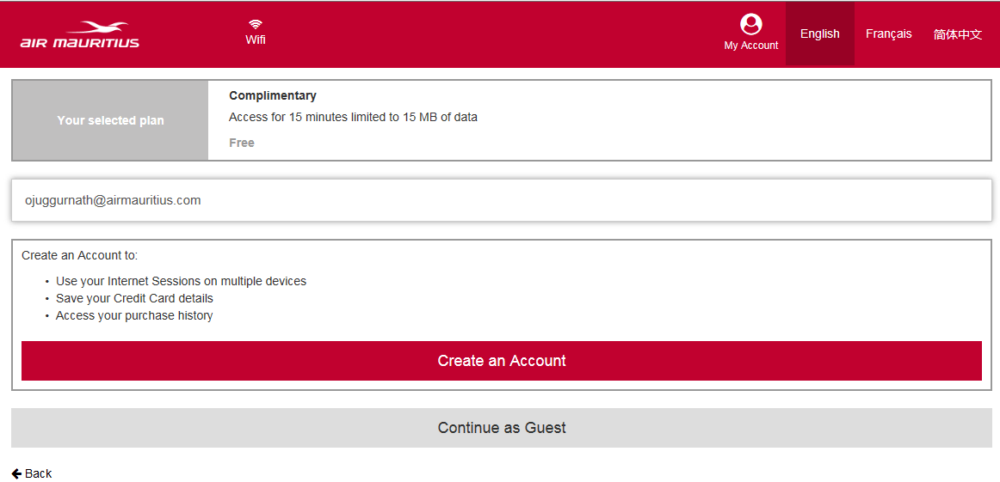 air mauritius
Wifi
My Account
English
Français
简体中文
Your selected plan
Complimentary
Access for 15 minutes limited to 15 MB of data
Free
ojuggurnath@airmauritius.com
Create an Account to:
• Use your Internet Sessions on multiple devices
• Save your Credit Card details
• Access your purchase history
Create an Account
Continue as Guest
Back